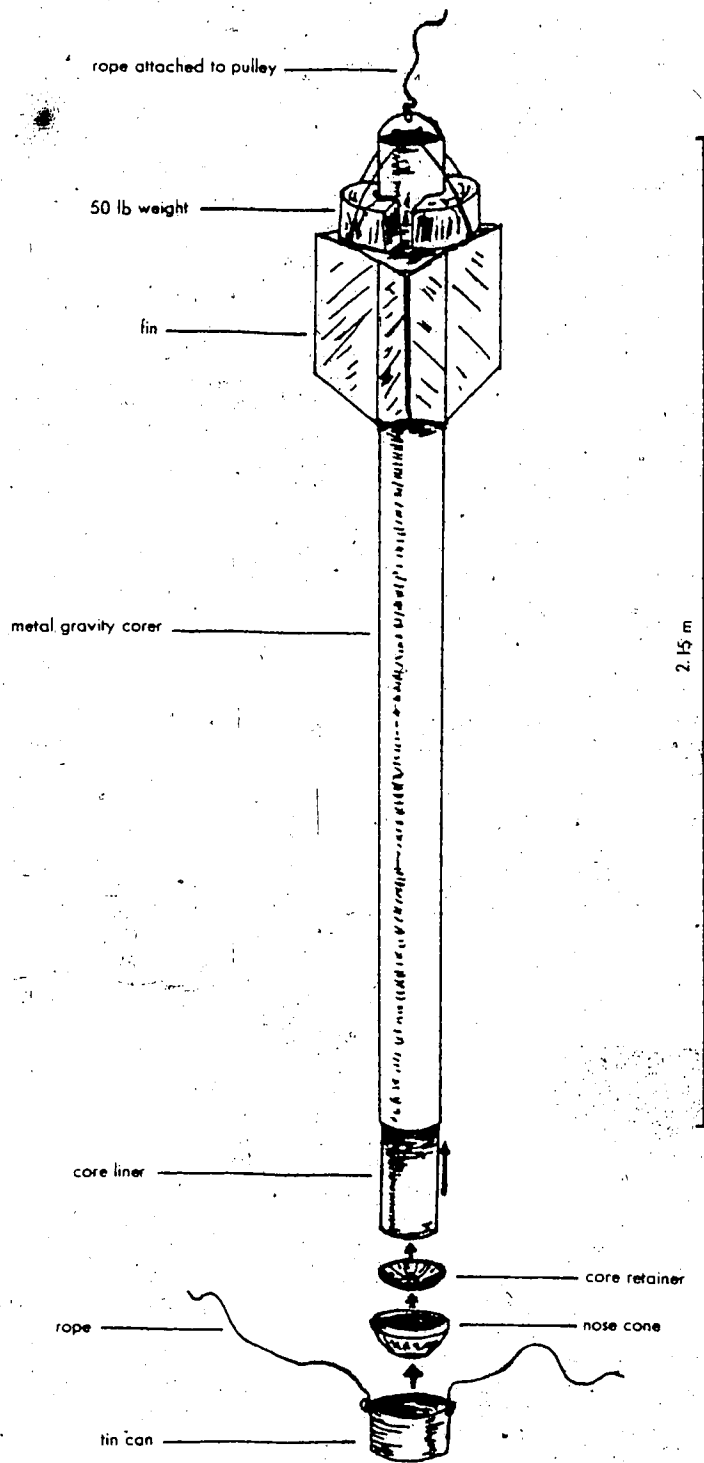 rope attached to pulley
50 lb weight
fin
metal gravity corer
2.15 m
core liner
core retainer
rope
nose cone
tin can